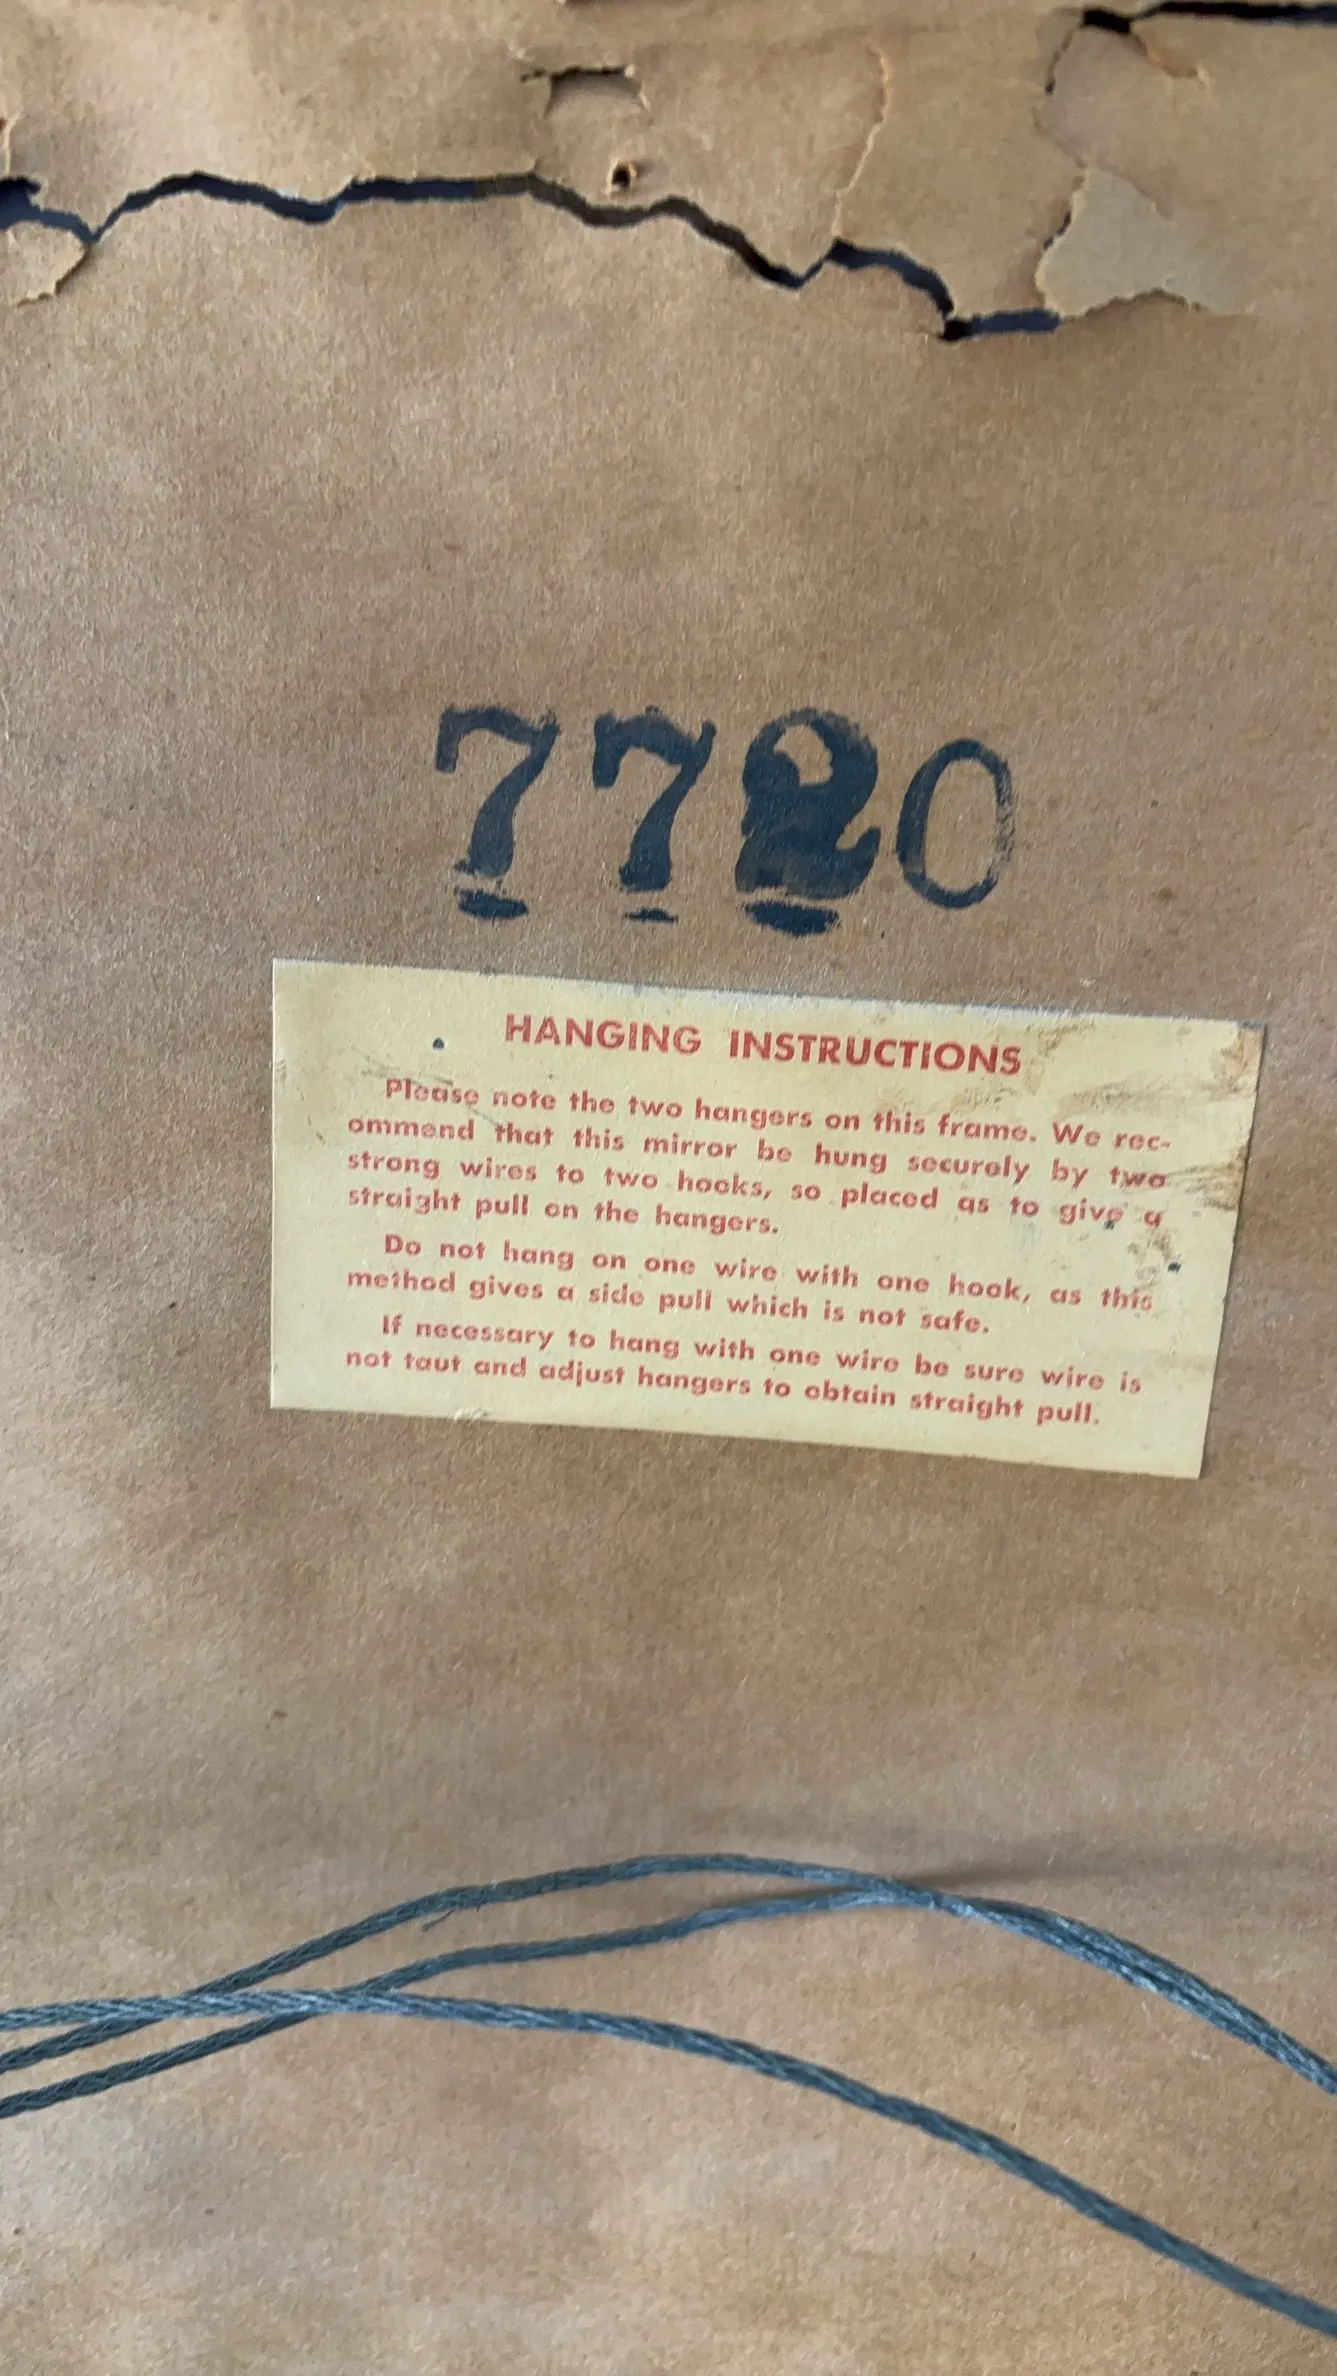 7720
HANGING INSTRUCTIONS
Please note the two hangers on this frame. We rec-
ommend that this mirror be hung securely by two
strong wires to two hooks, so placed as to give a
straight pull on the hangers.
Do not hang on one wire with one hook, as this
method gives a side pull which is not safe.
If necessary to hang with one wire be sure wire is
not taut and adjust hangers to obtain straight pull.